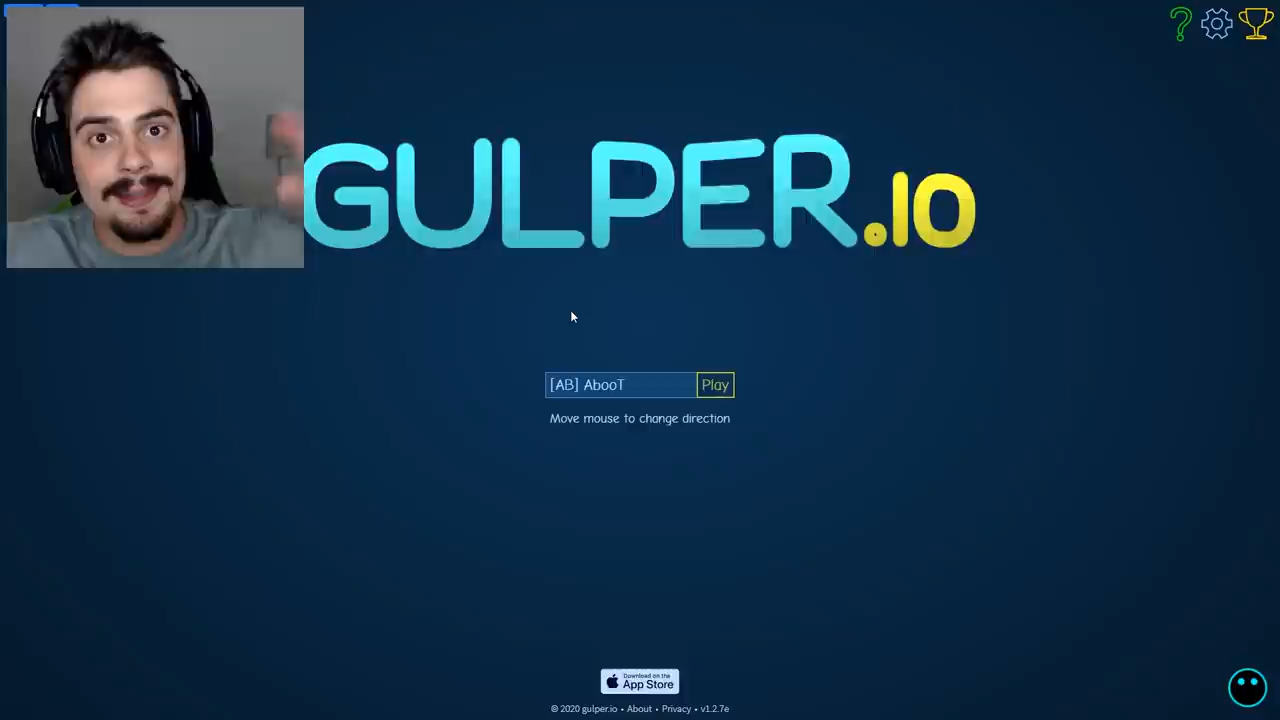 GULPER.IO
[AB] AbooT
Play
Move mouse to change direction
Download on the
App Store
© 2020 gulper.io • About • Privacy • v1.2.7e